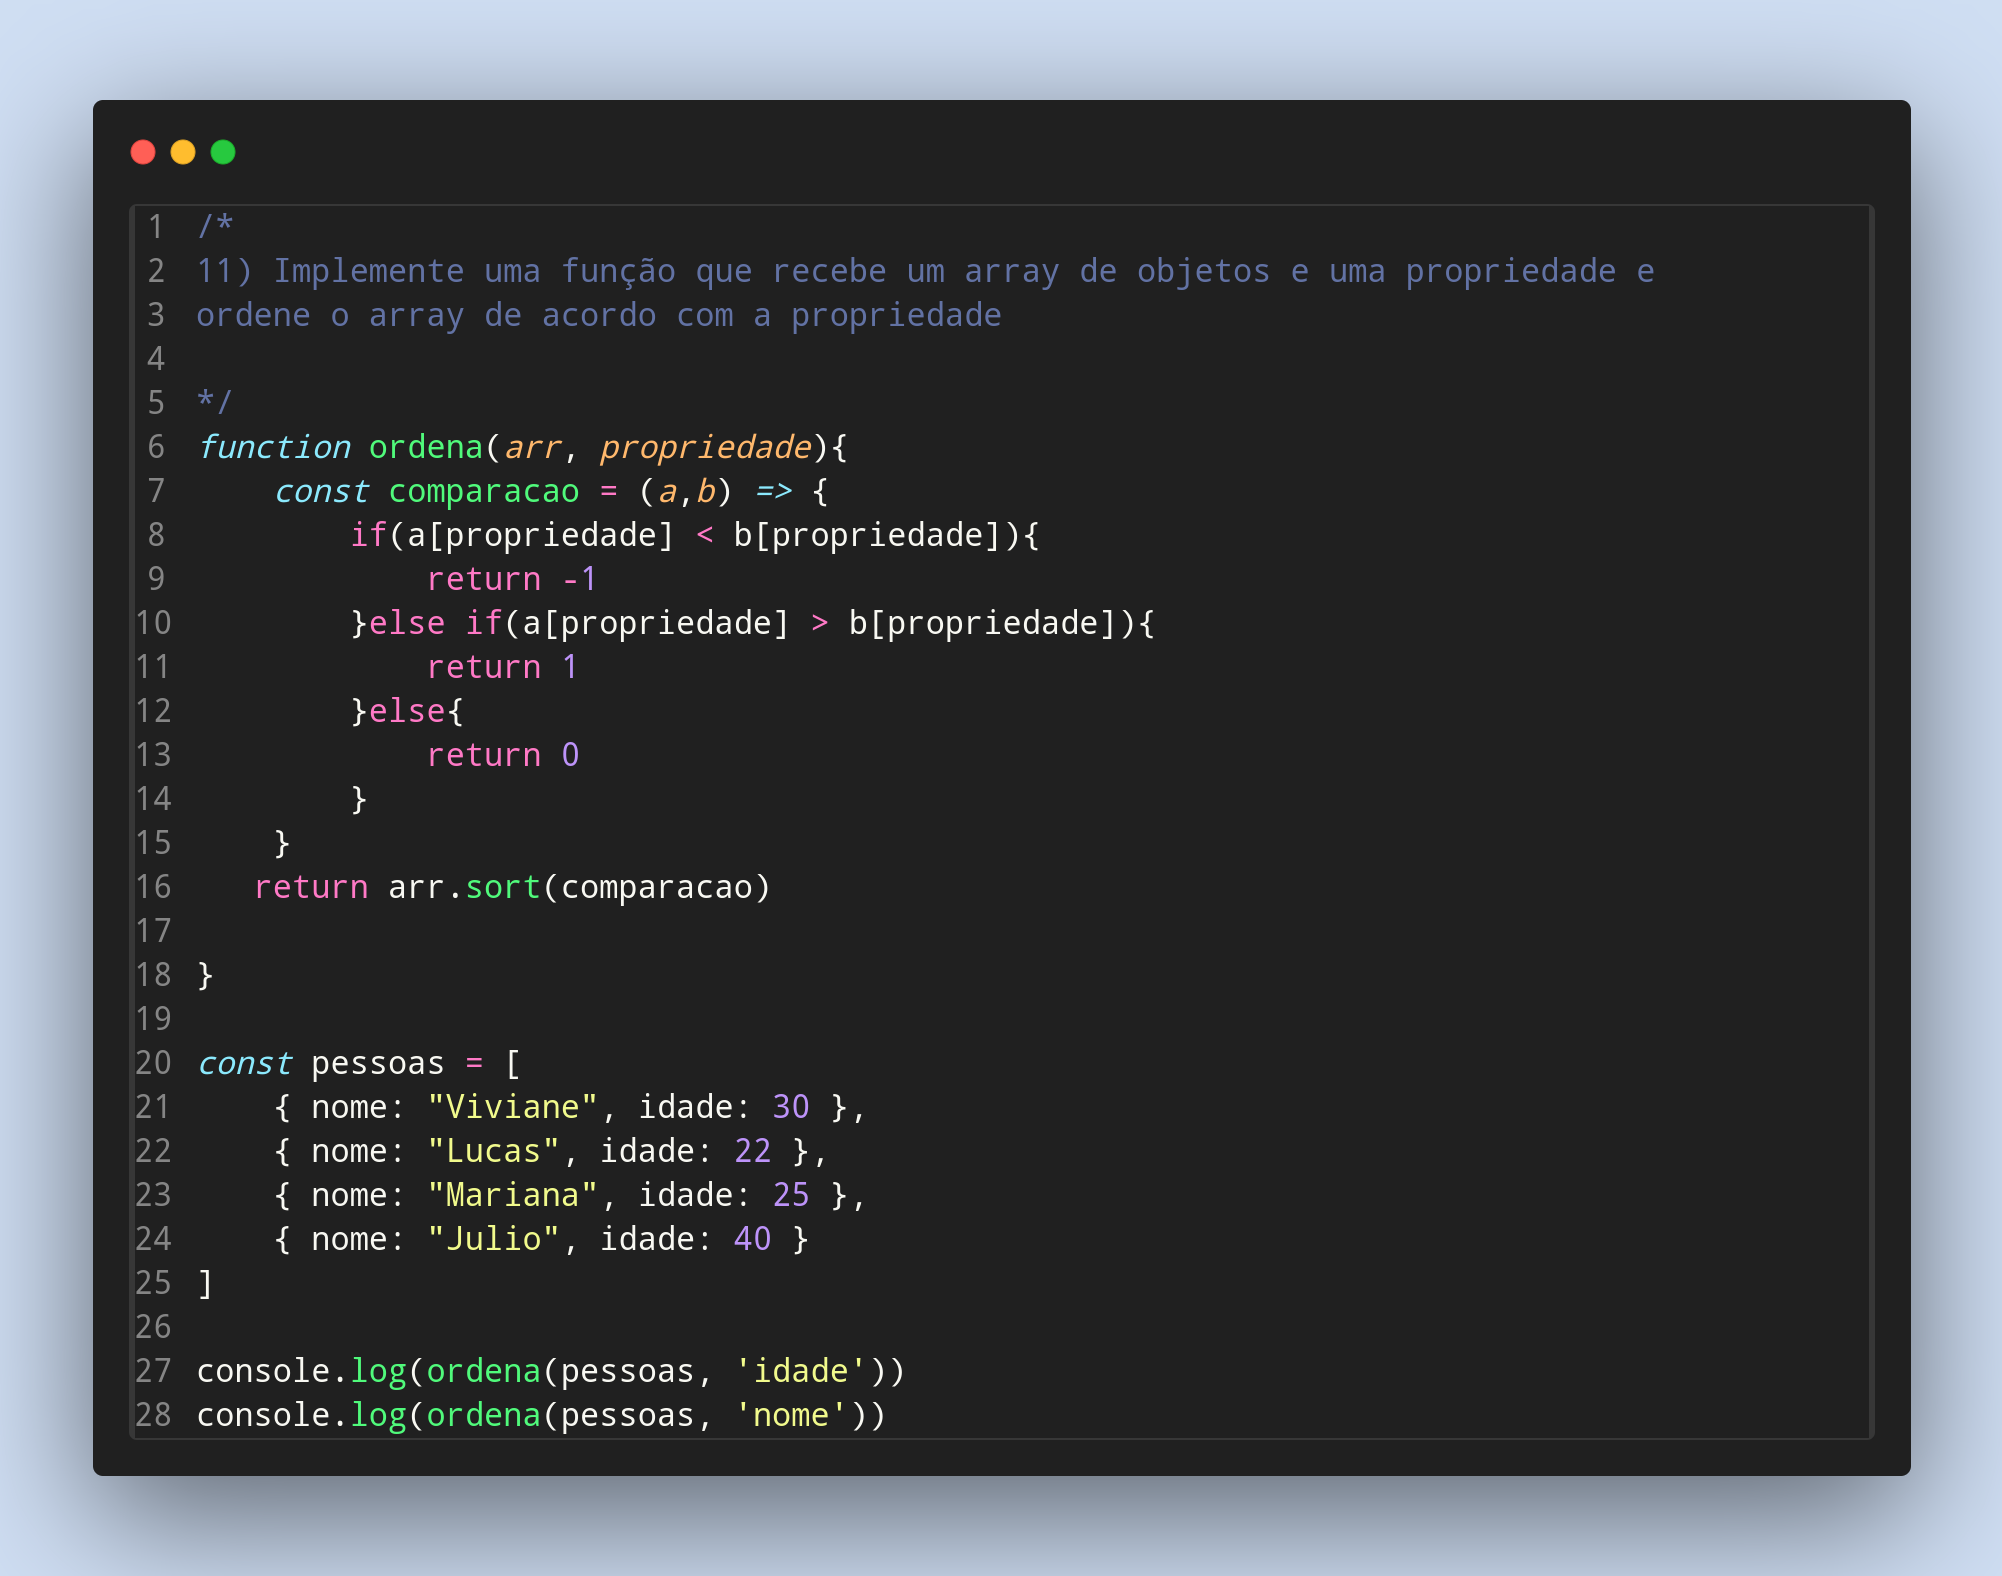 1 /*
2 11) Implemente uma função que recebe um array de objetos e uma propriedade e
3 ordene o array de acordo com a propriedade
4
5 */
6 function ordena(arr, propriedade){
7     const comparacao = (a,b) => {
8         if(a[propriedade] < b[propriedade]){
9             return -1
10         }else if(a[propriedade] > b[propriedade]){
11             return 1
12         }else{
13             return 0
14         }
15     }
16    return arr.sort(comparacao)
17
18 }
19
20 const pessoas = [
21     { nome: "Viviane", idade: 30 },
22     { nome: "Lucas", idade: 22 },
23     { nome: "Mariana", idade: 25 },
24     { nome: "Julio", idade: 40 }
25 ]
26
27 console.log(ordena(pessoas, 'idade'))
28 console.log(ordena(pessoas, 'nome'))